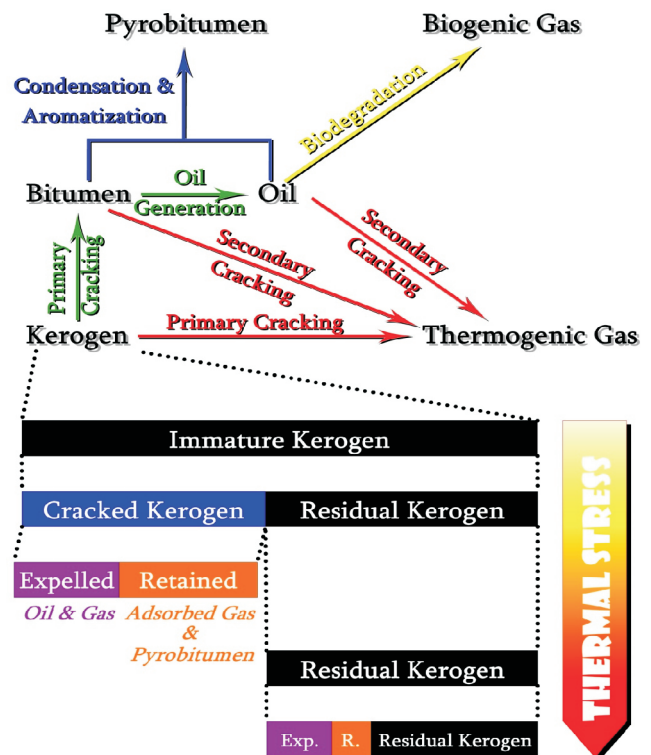 Pyrobitumen
Biogenic Gas
Condensation &
Aromatization
Biodegradation
Bitumen
Oil
Generation
Oil
Secondary
Cracking
Secondary
Cracking
Primary
Cracking
Kerogen
Primary Cracking
Thermogenic Gas
Immature Kerogen
Cracked Kerogen
Residual Kerogen
Expelled
Retained
Oil & Gas
Adsorbed Gas
&
Pyrobitumen
Residual Kerogen
Exp.
R.
Residual Kerogen
THERMAL STRESS